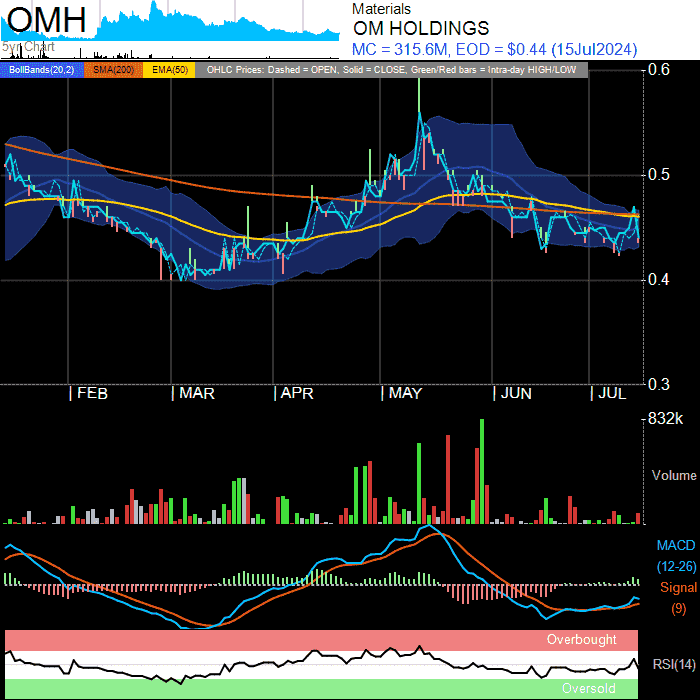 OMH
5yr Chart
Materials
OM HOLDINGS
MC = 315.6M, EOD = $0.44 (15Jul2024)
BollBands(20,2) SMA(200) EMA(50) OHLC Prices: Dashed = OPEN, Solid = CLOSE, Green/Red bars = Intra-day HIGH/LOW
0.6
0.5
0.4
0.3
FEB MAR APR MAY JUN JUL
832k
Volume
MACD
(12-26)
Signal
(9)
Overbought
RSI(14)
Oversold